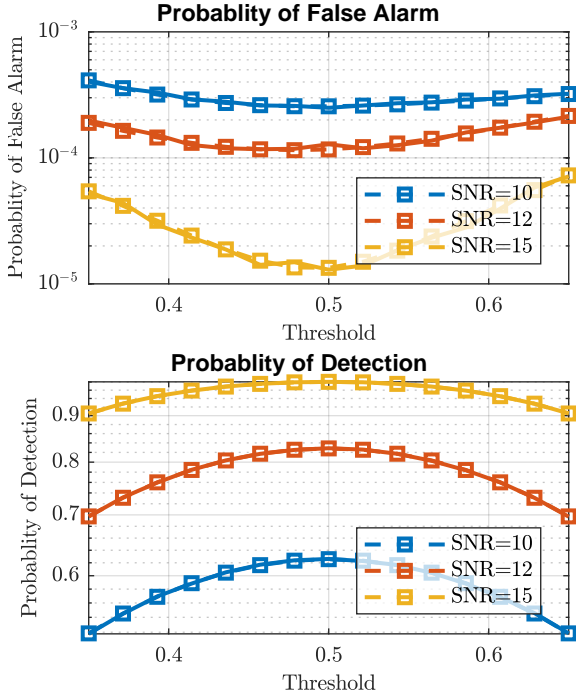 Probablity of False Alarm
10^{-3}
10^{-4}
10^{-5}
Probablity of False Alarm
SNR=10
SNR=12
SNR=15
0.4 0.5 0.6
Threshold
Probablity of Detection
0.9
0.8
0.7
0.6
Probablity of Detection
SNR=10
SNR=12
SNR=15
0.4 0.5 0.6
Threshold